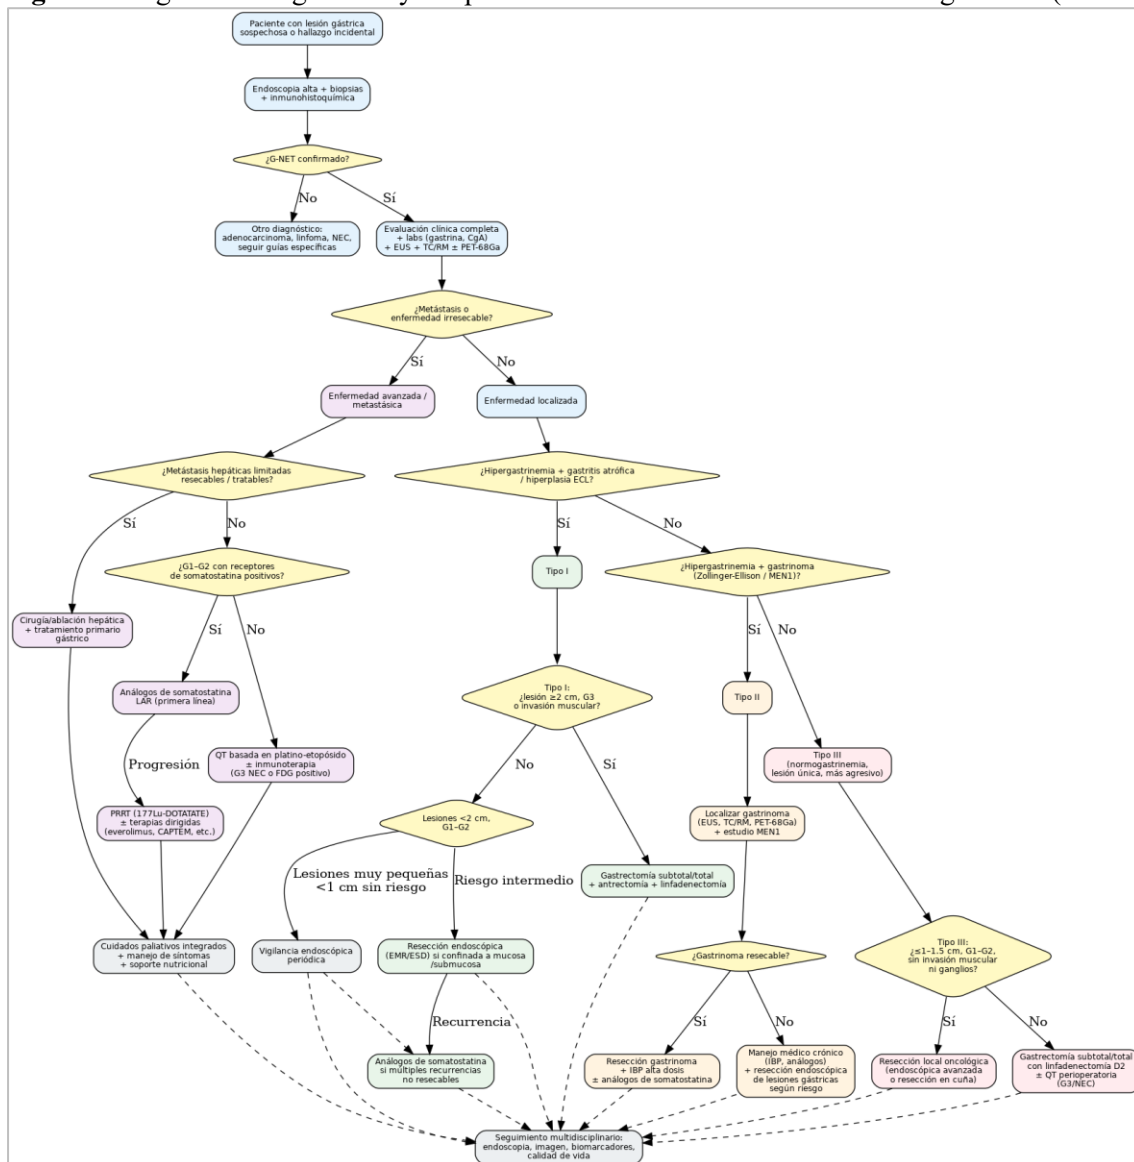 Paciente con lesión gástrica
sospechosa o hallazgo incidental
Endoscopia alta + biopsias
+ inmunohistoquímica
¿G-NET confirmado?
No
Sí
Otro diagnóstico:
adenocarcinoma, linfoma, NEC,
seguir guías específicas
Evaluación clínica completa
+ labs (gastrina, CgA)
+ EUS + TC/RM ± PET-68Ga
¿Metástasis o
enfermedad irresecable?
Sí
No
Enfermedad avanzada /
metastásica
Enfermedad localizada
¿Metástasis hepáticas limitadas
resecables / tratables?
¿Hipergastrinemia + gastritis atrófica
/ hiperplasia ECL?
Sí
No
Sí
No
¿G1–G2 con receptores
de somatostatina positivos?
Tipo I
¿Hipergastrinemia + gastrinoma
(Zollinger-Ellison / MEN1)?
Cirugía/ablación hepática
+ tratamiento primario
gástrico
Sí
No
Sí
No
Análogos de somatostatina
LAR (primera línea)
Tipo I:
¿lesión ≥2 cm, G3
o invasión muscular?
Tipo II
Progresión
QT basada en platino-etopósido
± inmunoterapia
(G3 NEC o FDG positivo)
No
Sí
Tipo III
(normogastrinemia,
lesión única, más agresivo)
PRRT (177Lu-DOTATATE)
± terapias dirigidas
(everolimus, CAPTEM, etc.)
Lesiones <2 cm,
G1–G2
Localizar gastrinoma
(EUS, TC/RM, PET-68Ga)
+ estudio MEN1
Lesiones muy pequeñas
<1 cm sin riesgo
Riesgo intermedio
Gastrectomía subtotal/total
+ antrectomía + linfadenectomía
Cuidados paliativos integrados
+ manejo de síntomas
+ soporte nutricional
Vigilancia endoscópica
periódica
Resección endoscópica
(EMR/ESD) si confinada a mucosa
/submucosa
¿Gastrinoma resecable?
Tipo III:
¿≤1–1.5 cm, G1–G2,
sin invasión muscular
ni ganglios?
Recurrencia
Sí
No
Sí
No
Análogos de somatostatina
si múltiples recurrencias
no resecables
Resección gastrinoma
+ IBP alta dosis
± análogos de somatostatina
Manejo médico crónico
(IBP, análogos)
+ resección endoscópica
de lesiones gástricas
según riesgo
Resección local oncológica
(endoscópica avanzada
o resección en cuña)
Gastrectomía subtotal/total
con linfadenectomía D2
± QT perioperatoria
(G3/NEC)
Seguimiento multidisciplinario:
endoscopia, imagen, biomarcadores,
calidad de vida